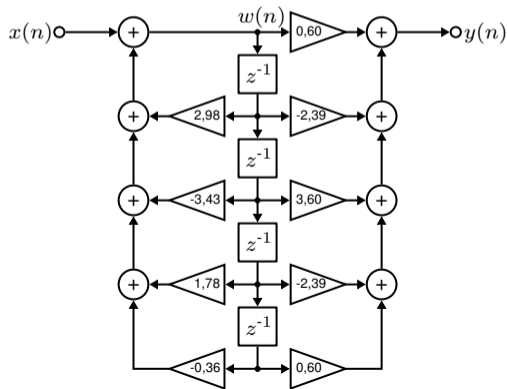 w(n)
x(n) + 0,60 + y(n)
z⁻¹
+ 2,98 -2,39 +
z⁻¹
+ -3,43 3,60 +
z⁻¹
+ 1,78 -2,39 +
z⁻¹
-0,36 0,60